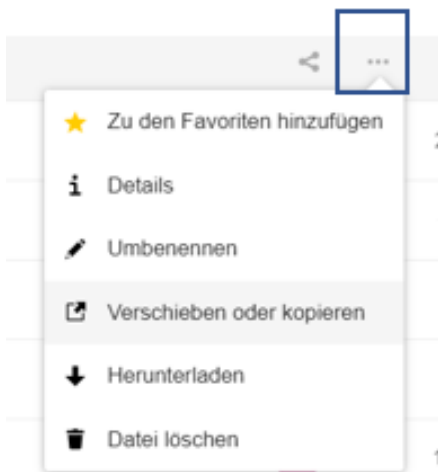 Zu den Favoriten hinzufügen
Details
Umbenennen
Verschieben oder kopieren
Herunterladen
Datei löschen